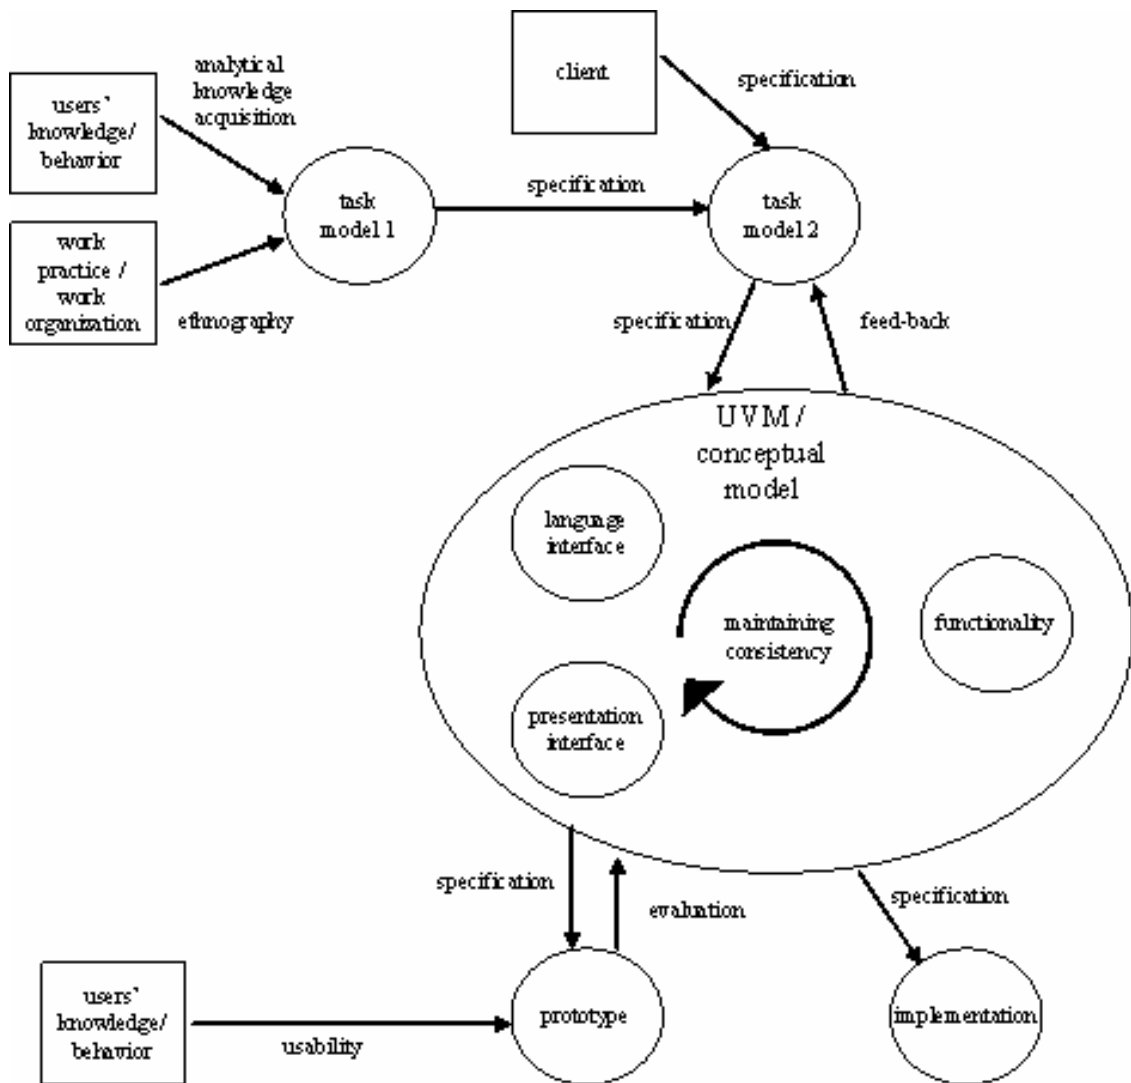 analytical
knowledge
acquisition
users'
knowledge/
behavior
client
specification
task
model 1
specification
task
model 2
work
practice /
work
organization
ethnography
specification
feed-back
UVM /
conceptual
model
language
interface
maintaining
consistency
functionality
presentation
interface
specification
evaluation
specification
users'
knowledge/
behavior
usability
prototype
implementation